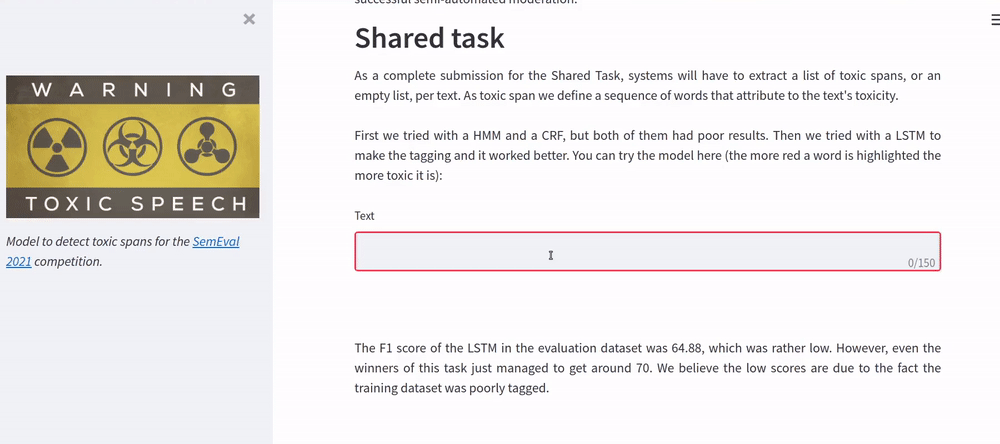 WARNING
TOXIC SPEECH
Model to detect toxic spans for the SemEval
2021 competition.
successful semi-automated moderation.
Shared task
As a complete submission for the Shared Task, systems will have to extract a list of toxic spans, or an
empty list, per text. As toxic span we define a sequence of words that attribute to the text's toxicity.
First we tried with a HMM and a CRF, but both of them had poor results. Then we tried with a LSTM to
make the tagging and it worked better. You can try the model here (the more red a word is highlighted the
more toxic it is):
Text
0/150
The F1 score of the LSTM in the evaluation dataset was 64.88, which was rather low. However, even the
winners of this task just managed to get around 70. We believe the low scores are due to the fact the
training dataset was poorly tagged.